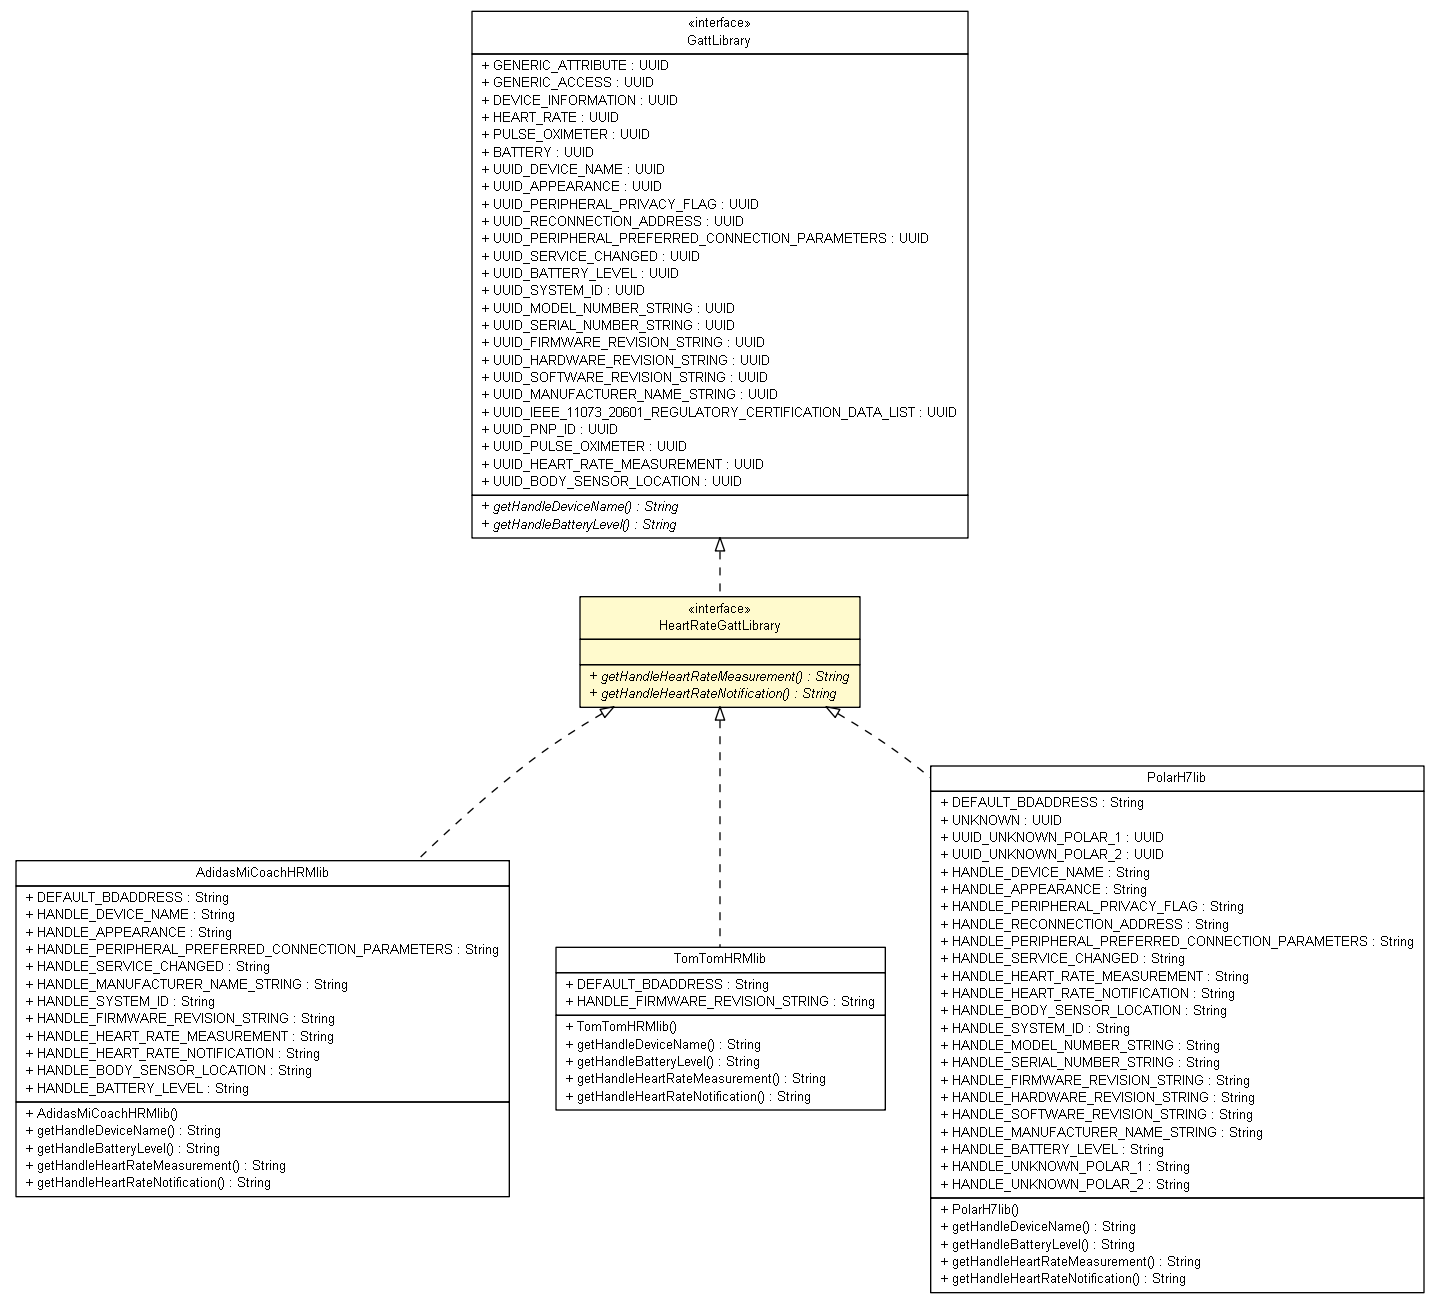 «interface»
GattLibrary
+ GENERIC_ATTRIBUTE : UUID
+ GENERIC_ACCESS : UUID
+ DEVICE_INFORMATION : UUID
+ HEART_RATE : UUID
+ PULSE_OXIMETER : UUID
+ BATTERY : UUID
+ UUID_DEVICE_NAME : UUID
+ UUID_APPEARANCE : UUID
+ UUID_PERIPHERAL_PRIVACY_FLAG : UUID
+ UUID_RECONNECTION_ADDRESS : UUID
+ UUID_PERIPHERAL_PREFERRED_CONNECTION_PARAMETERS : UUID
+ UUID_SERVICE_CHANGED : UUID
+ UUID_BATTERY_LEVEL : UUID
+ UUID_SYSTEM_ID : UUID
+ UUID_MODEL_NUMBER_STRING : UUID
+ UUID_SERIAL_NUMBER_STRING : UUID
+ UUID_FIRMWARE_REVISION_STRING : UUID
+ UUID_HARDWARE_REVISION_STRING : UUID
+ UUID_SOFTWARE_REVISION_STRING : UUID
+ UUID_MANUFACTURER_NAME_STRING : UUID
+ UUID_IEEE_11073_20601_REGULATORY_CERTIFICATION_DATA_LIST : UUID
+ UUID_PNP_ID : UUID
+ UUID_PULSE_OXIMETER : UUID
+ UUID_HEART_RATE_MEASUREMENT : UUID
+ UUID_BODY_SENSOR_LOCATION : UUID
+ getHandleDeviceName() : String
+ getHandleBatteryLevel() : String
«interface»
HeartRateGattLibrary
+ getHandleHeartRateMeasurement() : String
+ getHandleHeartRateNotification() : String
AdidasMiCoachHRMlib
+ DEFAULT_BDADDRESS : String
+ HANDLE_DEVICE_NAME : String
+ HANDLE_APPEARANCE : String
+ HANDLE_PERIPHERAL_PREFERRED_CONNECTION_PARAMETERS : String
+ HANDLE_SERVICE_CHANGED : String
+ HANDLE_MANUFACTURER_NAME_STRING : String
+ HANDLE_SYSTEM_ID : String
+ HANDLE_FIRMWARE_REVISION_STRING : String
+ HANDLE_HEART_RATE_MEASUREMENT : String
+ HANDLE_HEART_RATE_NOTIFICATION : String
+ HANDLE_BODY_SENSOR_LOCATION : String
+ HANDLE_BATTERY_LEVEL : String
+ AdidasMiCoachHRMlib()
+ getHandleDeviceName() : String
+ getHandleBatteryLevel() : String
+ getHandleHeartRateMeasurement() : String
+ getHandleHeartRateNotification() : String
TomTomHRMlib
+ DEFAULT_BDADDRESS : String
+ HANDLE_FIRMWARE_REVISION_STRING : String
+ TomTomHRMlib()
+ getHandleDeviceName() : String
+ getHandleBatteryLevel() : String
+ getHandleHeartRateMeasurement() : String
+ getHandleHeartRateNotification() : String
PolarH7lib
+ DEFAULT_BDADDRESS : String
+ UNKNOWN : UUID
+ UUID_UNKNOWN_POLAR_1 : UUID
+ UUID_UNKNOWN_POLAR_2 : UUID
+ HANDLE_DEVICE_NAME : String
+ HANDLE_APPEARANCE : String
+ HANDLE_PERIPHERAL_PRIVACY_FLAG : String
+ HANDLE_RECONNECTION_ADDRESS : String
+ HANDLE_PERIPHERAL_PREFERRED_CONNECTION_PARAMETERS : String
+ HANDLE_SERVICE_CHANGED : String
+ HANDLE_HEART_RATE_MEASUREMENT : String
+ HANDLE_HEART_RATE_NOTIFICATION : String
+ HANDLE_BODY_SENSOR_LOCATION : String
+ HANDLE_SYSTEM_ID : String
+ HANDLE_MODEL_NUMBER_STRING : String
+ HANDLE_SERIAL_NUMBER_STRING : String
+ HANDLE_FIRMWARE_REVISION_STRING : String
+ HANDLE_HARDWARE_REVISION_STRING : String
+ HANDLE_SOFTWARE_REVISION_STRING : String
+ HANDLE_MANUFACTURER_NAME_STRING : String
+ HANDLE_BATTERY_LEVEL : String
+ HANDLE_UNKNOWN_POLAR_1 : String
+ HANDLE_UNKNOWN_POLAR_2 : String
+ PolarH7lib()
+ getHandleDeviceName() : String
+ getHandleBatteryLevel() : String
+ getHandleHeartRateMeasurement() : String
+ getHandleHeartRateNotification() : String